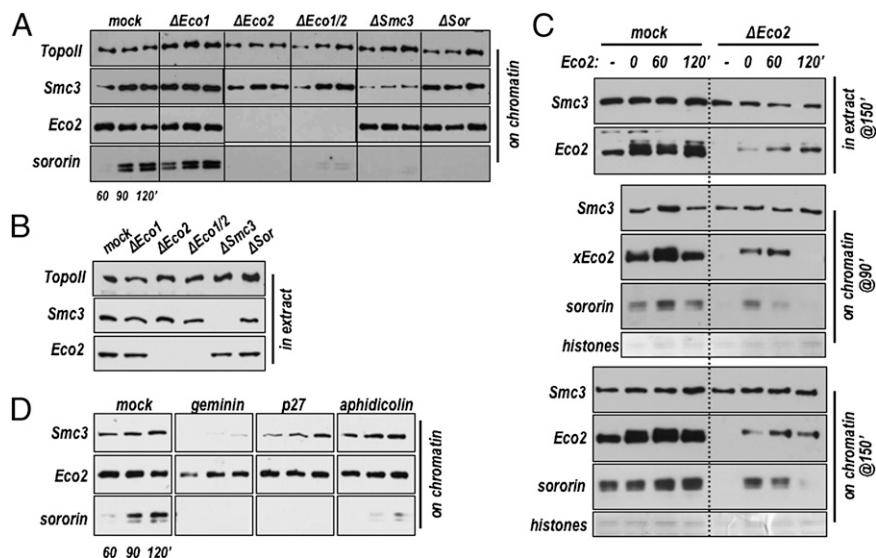 A
mock ΔEco1 ΔEco2 ΔEco1/2 ΔSmc3 ΔSor
TopoII
Smc3
Eco2
sororin
60 90 120'
on chromatin
B
mock ΔEco1 ΔEco2 ΔEco1/2 ΔSmc3 ΔSor
TopoII
Smc3
Eco2
in extract
D
mock geminin p27 aphidicolin
Smc3
Eco2
sororin
60 90 120'
on chromatin
C
mock ΔEco2
Eco2: - 0 60 120' - 0 60 120'
Smc3
Eco2
in extract
@150'
Smc3
xEco2
sororin
histones
on chromatin
@90'
Smc3
Eco2
sororin
histones
on chromatin
@150'